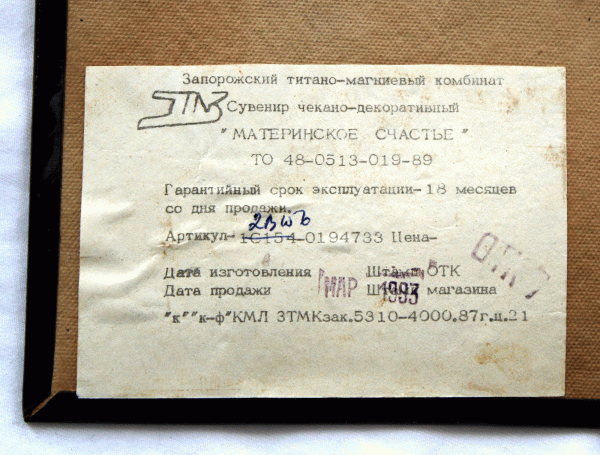 Запорожский титано-магниевый комбинат
ЗТМК Сувенир чекано-декоративный
"МАТЕРИНСКОЕ СЧАСТЬЕ"
ТО 48-0513-019-89
Гарантийный срок эксплуатации- 18 месяцев
со дня продажи.
Артикул- 1С154-0194733 Цена-
Дата изготовления Штамп ОТК
Дата продажи МАР 1993 Штамп магазина
ОТК
"к""к-ф"КМЛ ЗТМКзак.5310-4000.87г.ц.21